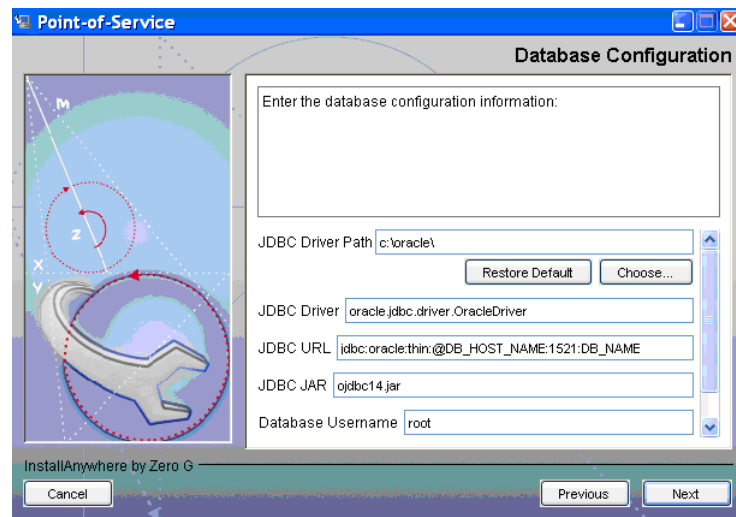 Point-of-Service
Database Configuration
M
Z
X
Y
Enter the database configuration information:
JDBC Driver Path c:\oracle\
Restore Default Choose...
JDBC Driver oracle.jdbc.driver.OracleDriver
JDBC URL jdbc:oracle:thin:@DB_HOST_NAME:1521:DB_NAME
JDBC JAR ojdbc14.jar
Database Username root
InstallAnywhere by Zero G
Cancel Previous Next